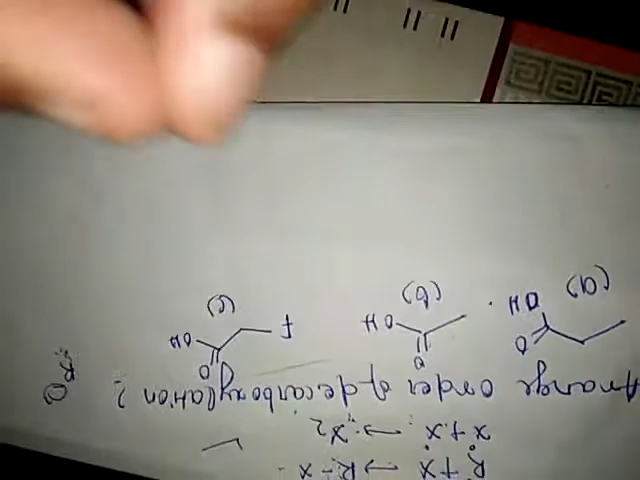 R• + X• → R-X
X• + X• → X2
Arrange order of decarboxylation?
O OH (a)
O OH (b)
O OH F (c)